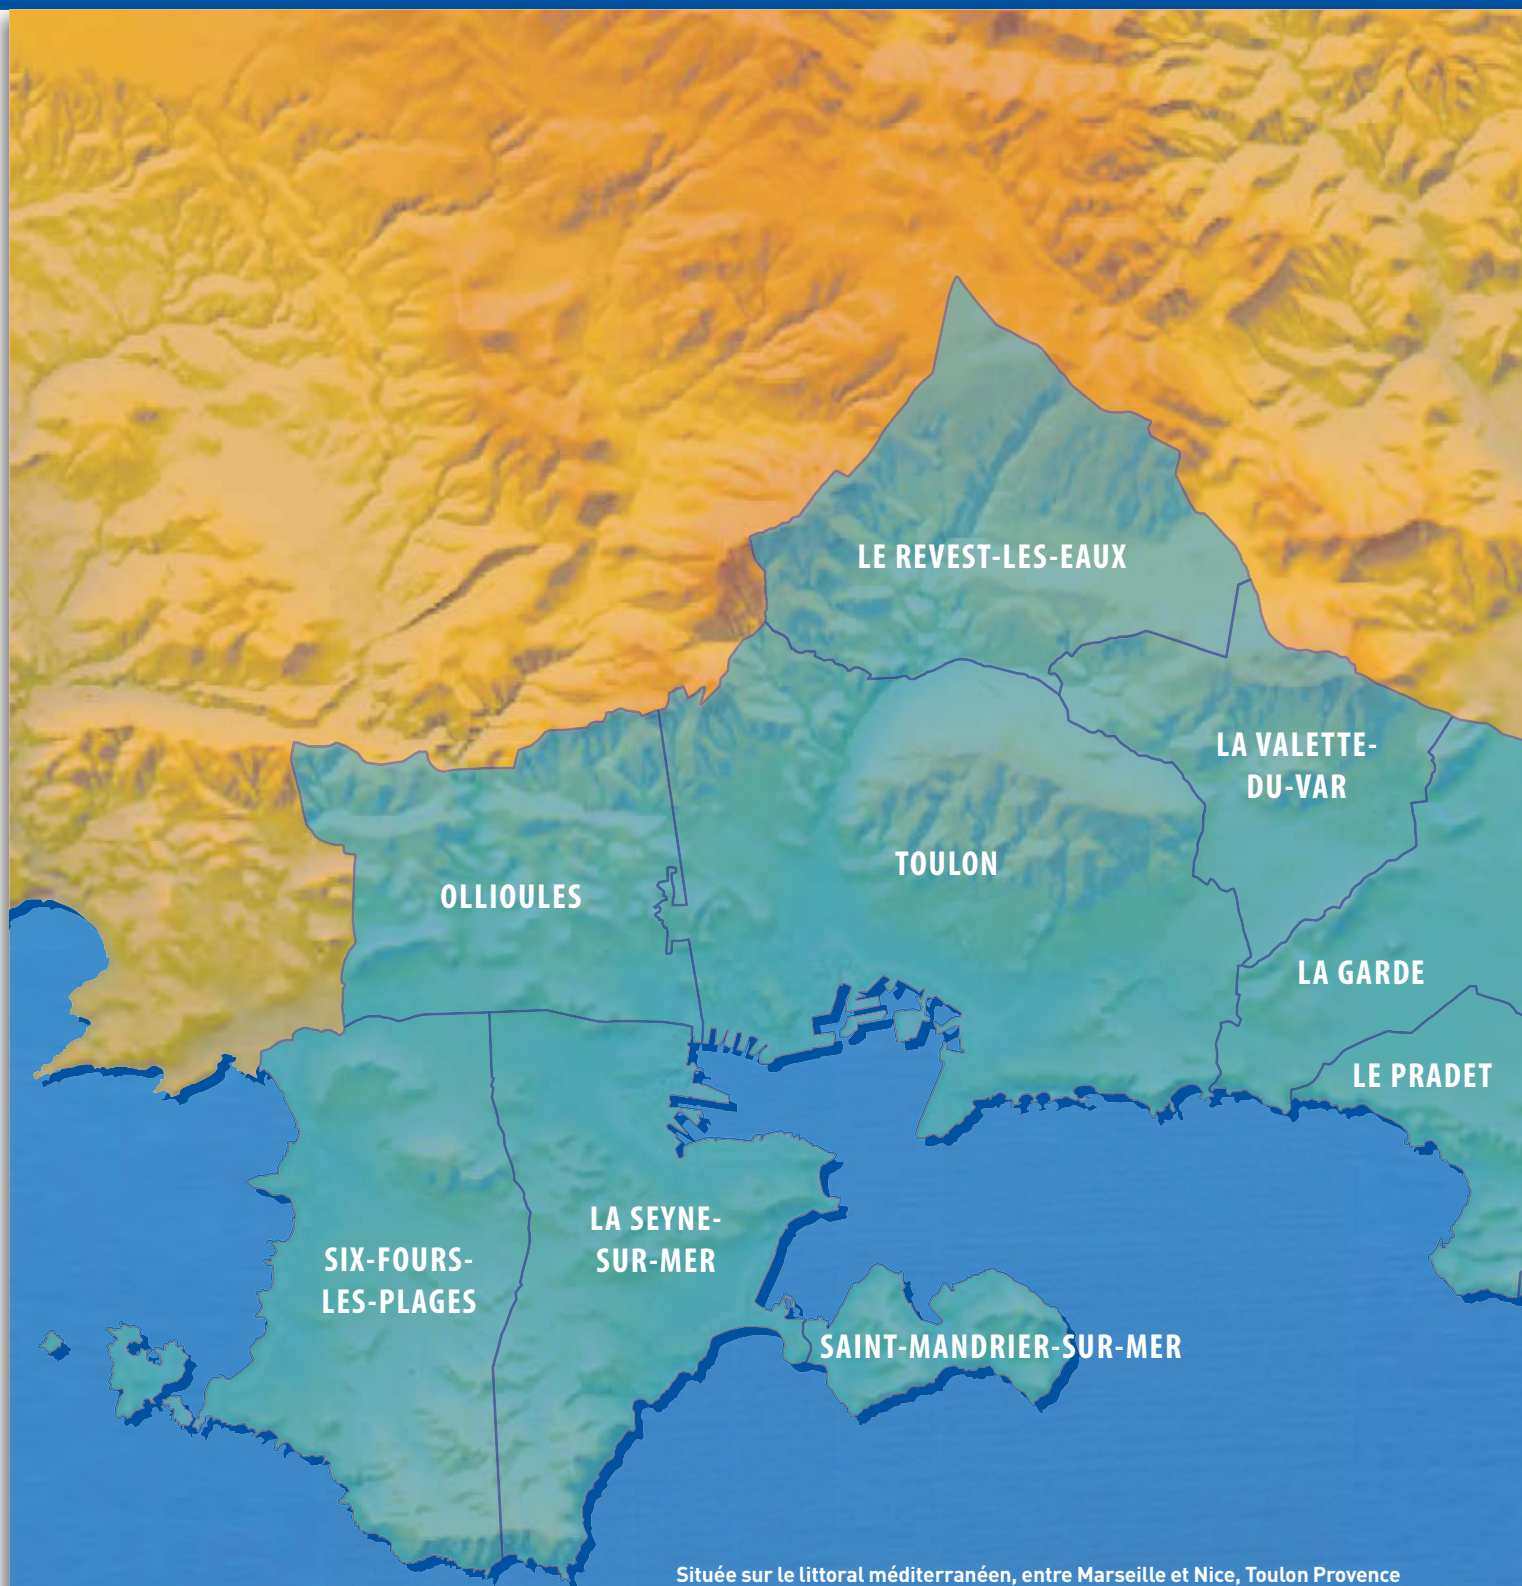 LE REVEST-LES-EAUX
LA VALETTE-
DU-VAR
TOULON
OLLIOULES
LA GARDE
LE PRADET
LA SEYNE-
SUR-MER
SIX-FOURS-
LES-PLAGES
SAINT-MANDRIER-SUR-MER
Située sur le littoral méditerranéen, entre Marseille et Nice, Toulon Provence